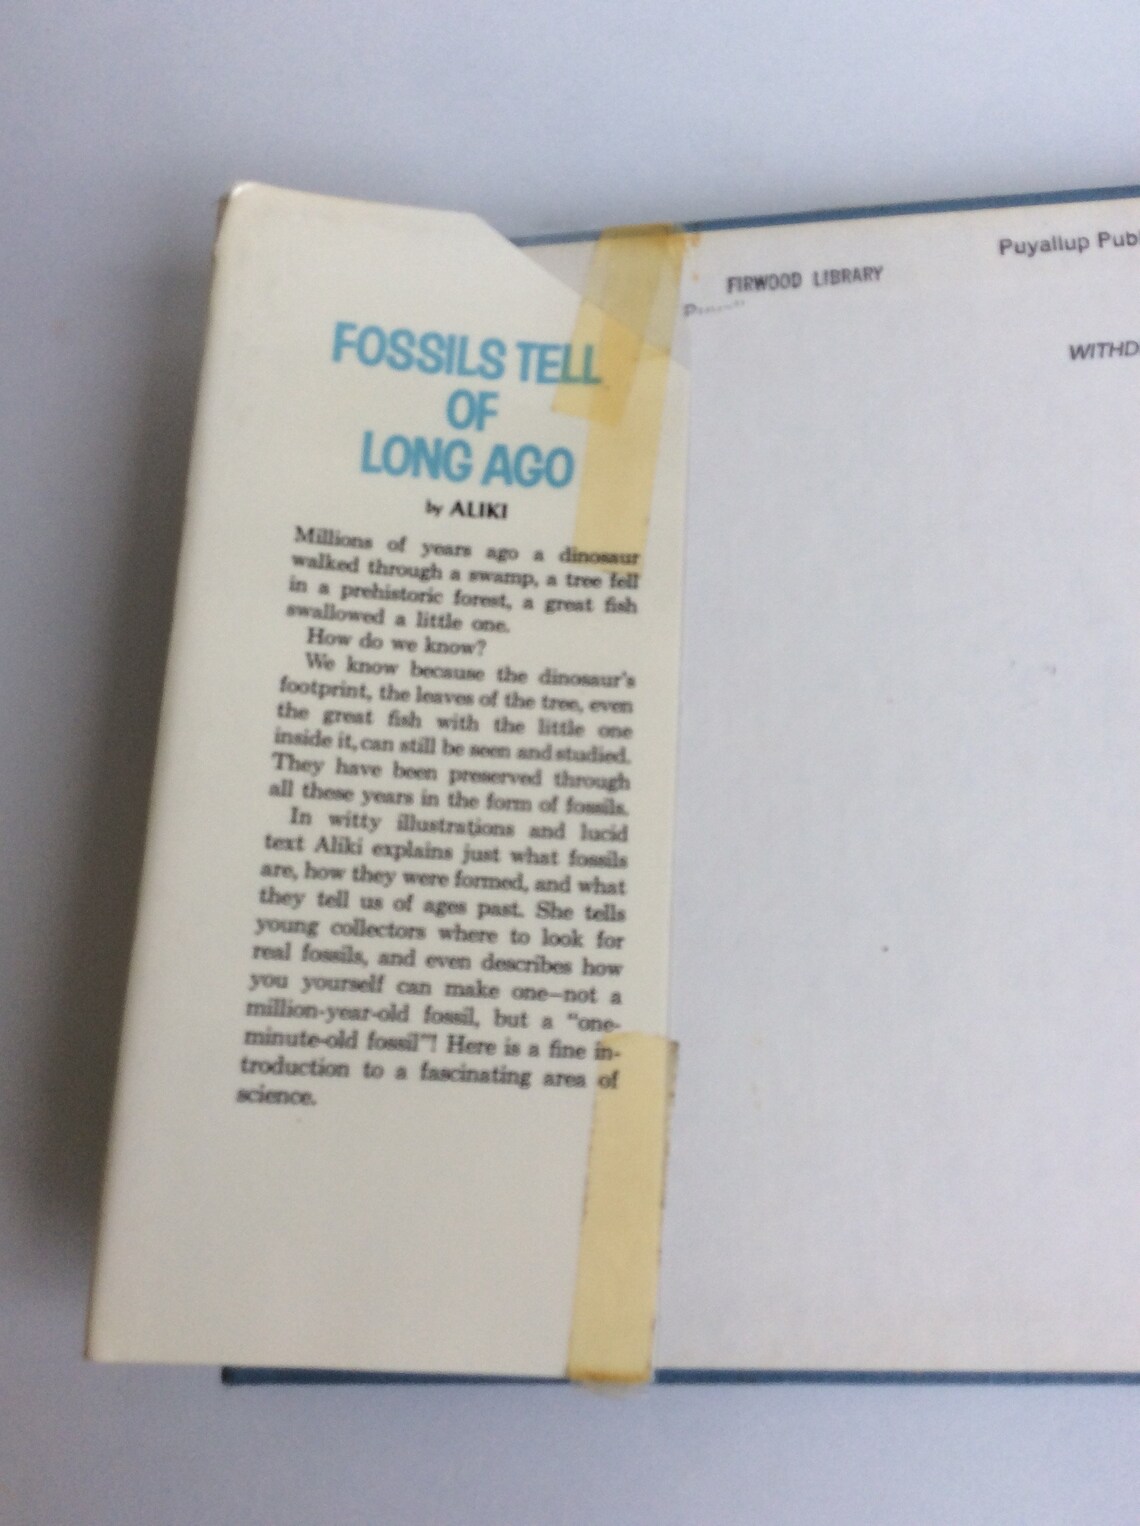 FOSSILS TELL
OF
LONG AGO
by ALIKI
Millions of years ago a dinosaur
walked through a swamp, a tree fell
in a prehistoric forest, a great fish
swallowed a little one.
How do we know?
We know because the dinosaur's
footprint, the leaves of the tree, even
the great fish with the little one
inside it, can still be seen and studied.
They have been preserved through
all these years in the form of fossils.
In witty illustrations and lucid
text Aliki explains just what fossils
are, how they were formed, and what
they tell us of ages past. She tells
young collectors where to look for
real fossils, and even describes how
you yourself can make one—not a
million-year-old fossil, but a "one-
minute-old fossil"! Here is a fine in-
troduction to a fascinating area of
science.
Puyallup Publ
FIRWOOD LIBRARY
WITHD